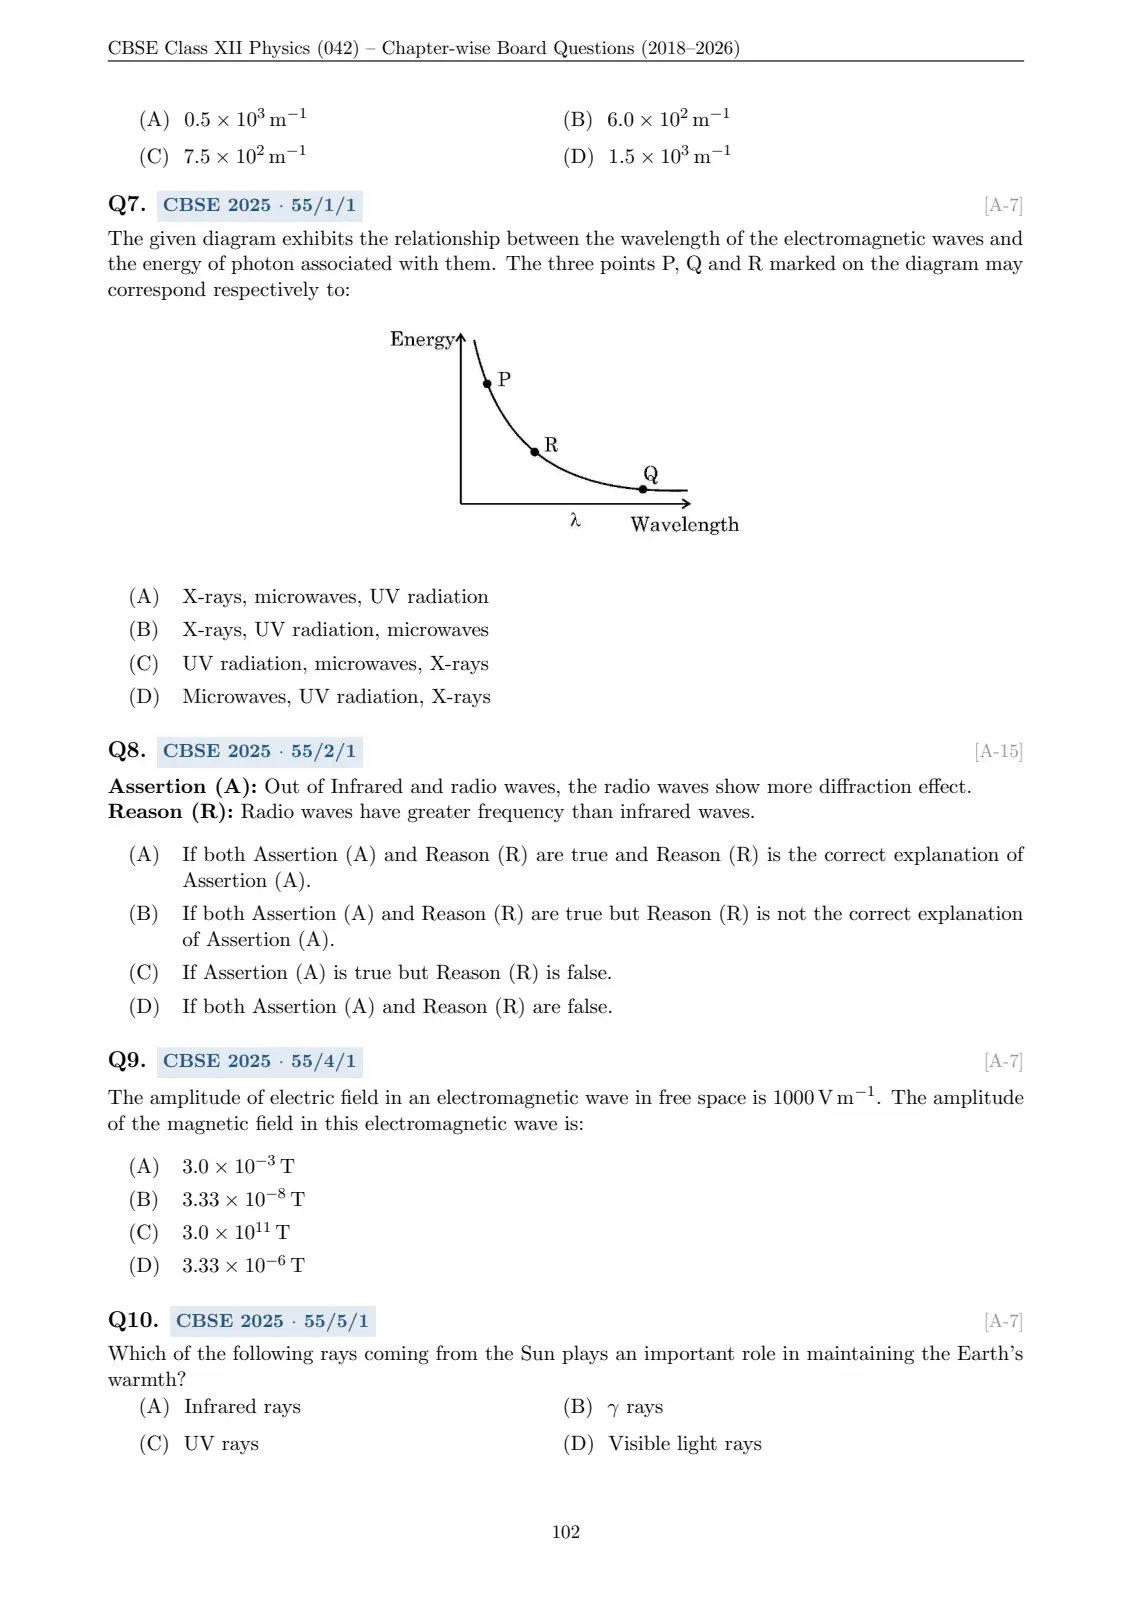 CBSE Class XII Physics (042) – Chapter-wise Board Questions (2018–2026)
(A) 0.5 × 10³ m⁻¹ (B) 6.0 × 10² m⁻¹
(C) 7.5 × 10² m⁻¹ (D) 1.5 × 10³ m⁻¹
Q7. CBSE 2025 · 55/1/1 [A-7]
The given diagram exhibits the relationship between the wavelength of the electromagnetic waves and
the energy of photon associated with them. The three points P, Q and R marked on the diagram may
correspond respectively to:
Energy
P
R
Q
λ
Wavelength
(A) X-rays, microwaves, UV radiation
(B) X-rays, UV radiation, microwaves
(C) UV radiation, microwaves, X-rays
(D) Microwaves, UV radiation, X-rays
Q8. CBSE 2025 · 55/2/1 [A-15]
Assertion (A): Out of Infrared and radio waves, the radio waves show more diffraction effect.
Reason (R): Radio waves have greater frequency than infrared waves.
(A) If both Assertion (A) and Reason (R) are true and Reason (R) is the correct explanation of
Assertion (A).
(B) If both Assertion (A) and Reason (R) are true but Reason (R) is not the correct explanation
of Assertion (A).
(C) If Assertion (A) is true but Reason (R) is false.
(D) If both Assertion (A) and Reason (R) are false.
Q9. CBSE 2025 · 55/4/1 [A-7]
The amplitude of electric field in an electromagnetic wave in free space is 1000 V m⁻¹. The amplitude
of the magnetic field in this electromagnetic wave is:
(A) 3.0 × 10⁻³ T
(B) 3.33 × 10⁻⁸ T
(C) 3.0 × 10¹¹ T
(D) 3.33 × 10⁻⁶ T
Q10. CBSE 2025 · 55/5/1 [A-7]
Which of the following rays coming from the Sun plays an important role in maintaining the Earth's
warmth?
(A) Infrared rays (B) γ rays
(C) UV rays (D) Visible light rays
102